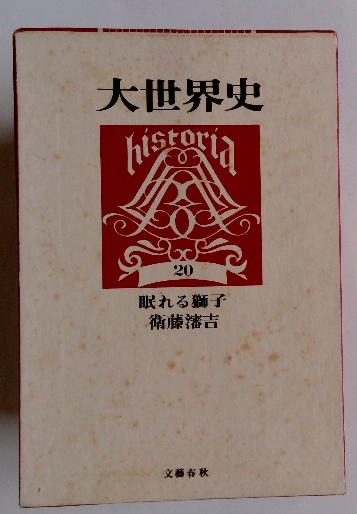 大世界史
historia
20
眠れる獅子
衛藤瀋吉
文藝春秋